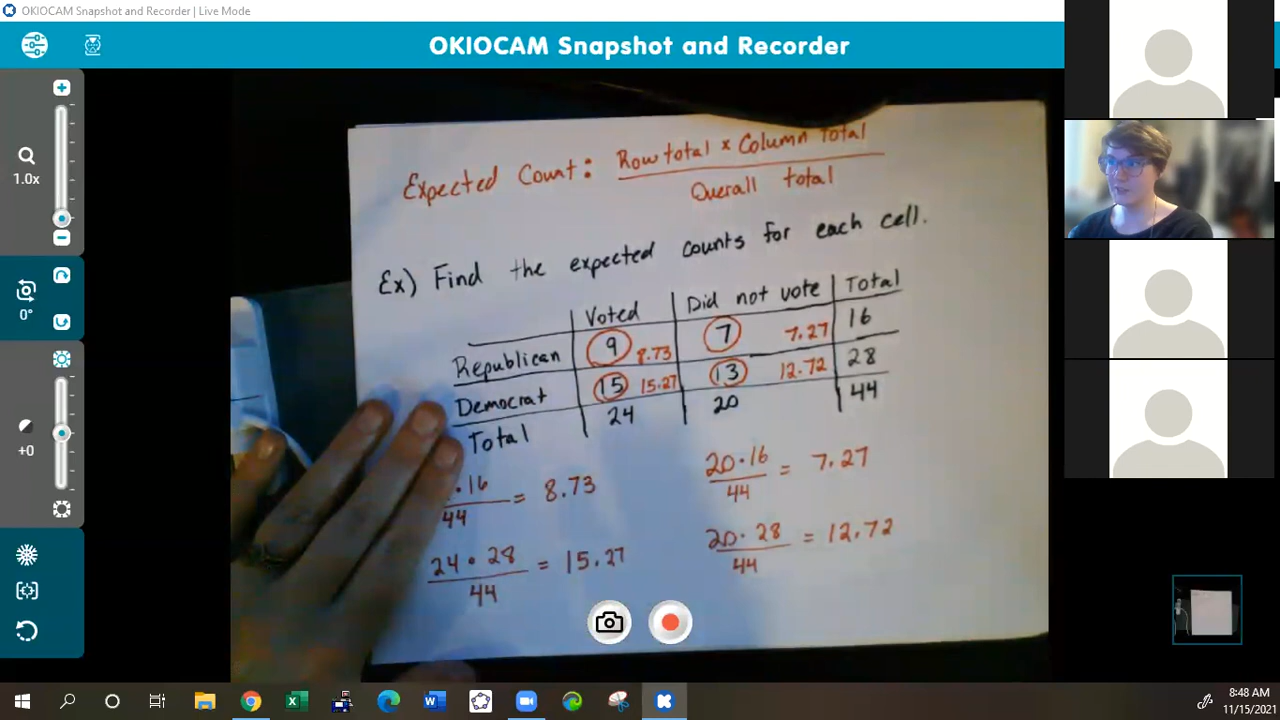 OKIOCAM Snapshot and Recorder | Live Mode
OKIOCAM Snapshot and Recorder
1.0x
0°
+0
Expected Count: Row total x Column Total
Overall total
Ex) Find the expected counts for each cell.
Voted Did not vote Total
Republican 9 8.73 7 7.27 16
Democrat 15 15.27 13 12.72 28
Total 24 20 44
· 16 / 44 = 8.73
20 · 16 / 44 = 7.27
24 · 28 / 44 = 15.27
20 · 28 / 44 = 12.72
8:48 AM
11/15/2021